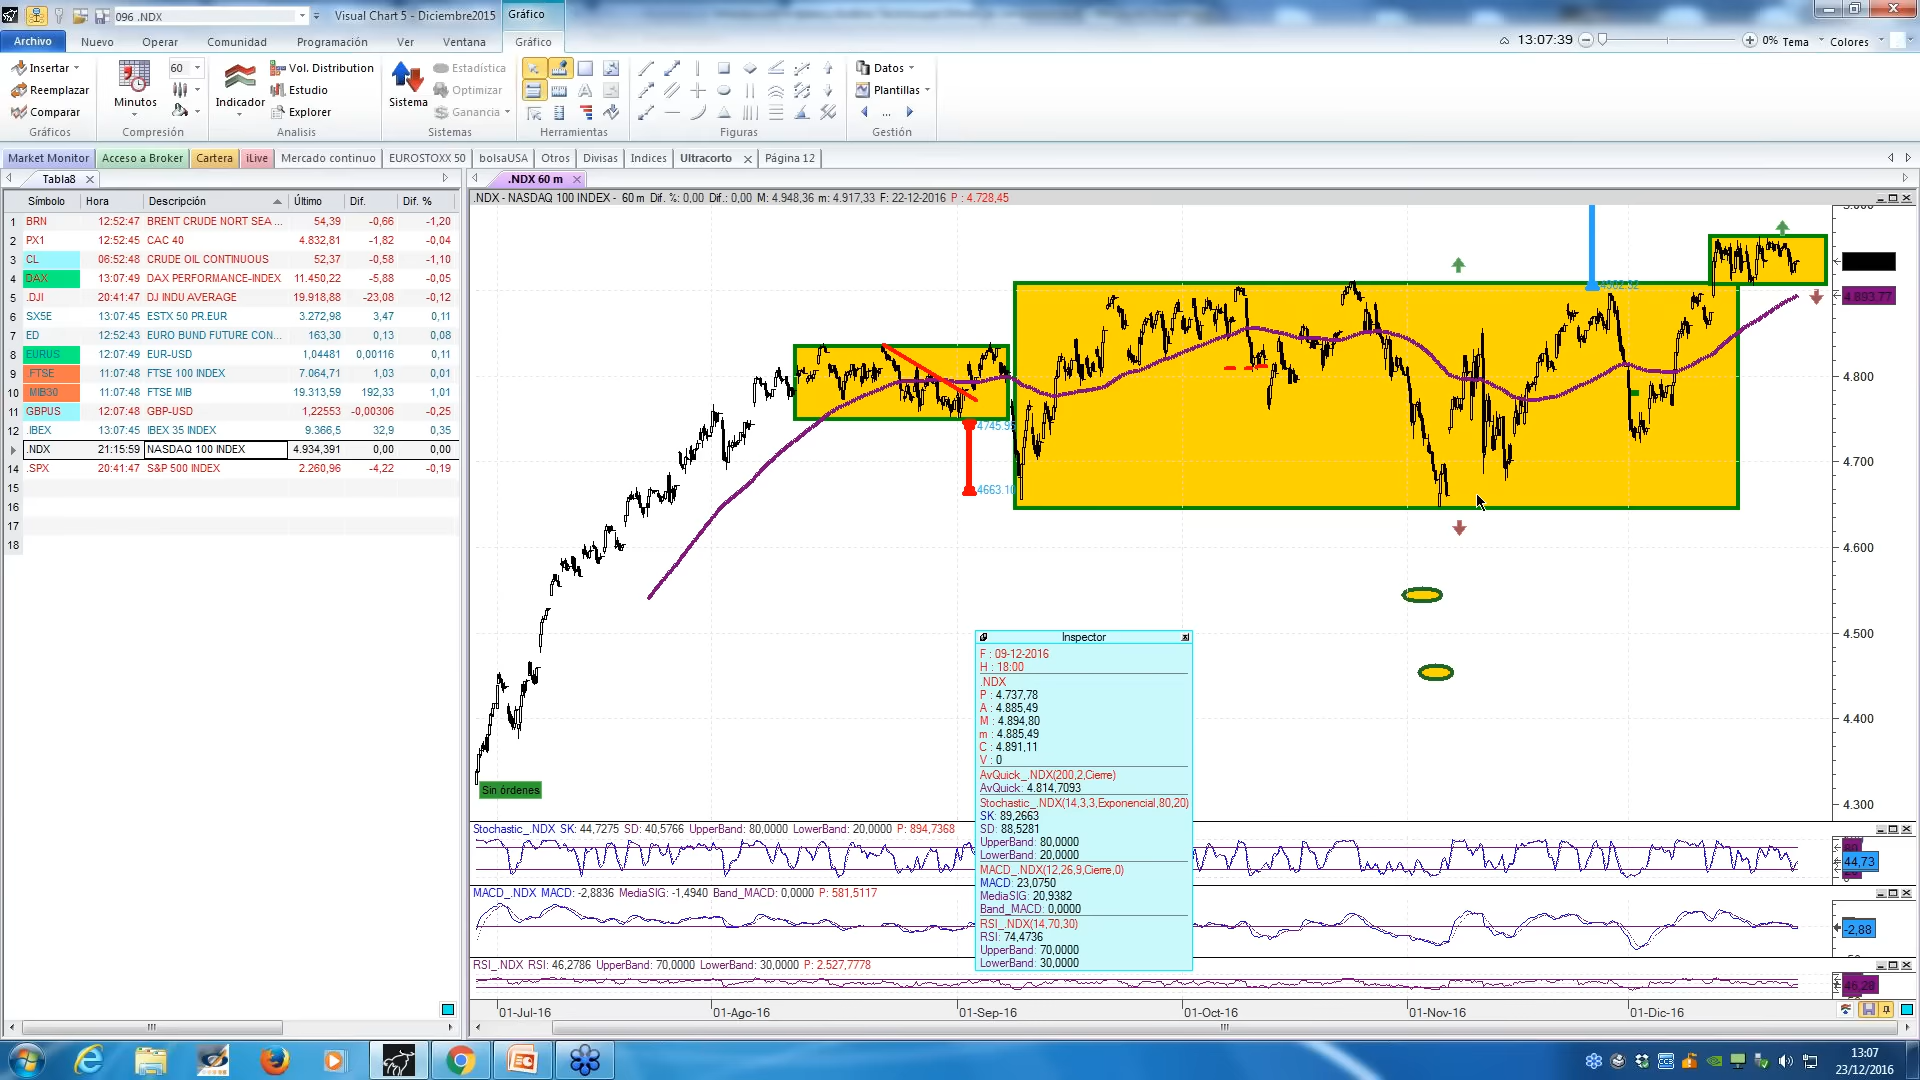 096 .NDX
Visual Chart 5 - Diciembre2015
Gráfico
Archivo Nuevo Operar Comunidad Programación Ver Ventana Gráfico
13:07:39 0% Tema Colores
Insertar 60 Vol. Distribution Estadística Datos
Reemplazar Minutos Indicador Estudio Sistema Optimizar Plantillas
Comparar Explorer Ganancia ...
Gráficos Compresión Analisis Sistemas Herramientas Figuras Gestión
Market Monitor Acceso a Broker Cartera iLive Mercado continuo EUROSTOXX 50 bolsaUSA Otros Divisas Indices Ultracorto Página 12
Tabla8
Símbolo Hora Descripción Último Dif. Dif. %
1 BRN 12:52:47 BRENT CRUDE NORT SEA ... 54,39 -0,66 -1,20
2 PX1 12:52:45 CAC 40 4.832,81 -1,82 -0,04
3 CL 06:52:48 CRUDE OIL CONTINUOUS 52,37 -0,58 -1,10
4 DAX 13:07:49 DAX PERFORMANCE-INDEX 11.450,22 -5,88 -0,05
5 .DJI 20:41:47 DJ INDU AVERAGE 19.918,88 -23,08 -0,12
6 SX5E 13:07:45 ESTX 50 PR.EUR 3.272,98 3,47 0,11
7 ED 12:52:43 EURO BUND FUTURE CON... 163,30 0,13 0,08
8 EURUS 12:07:49 EUR-USD 1,04481 0,00116 0,11
9 .FTSE 11:07:48 FTSE 100 INDEX 7.064,71 1,03 0,01
10 MIB30 11:07:48 FTSE MIB 19.313,59 192,33 1,01
11 GBPUS 12:07:48 GBP-USD 1,22553 -0,00306 -0,25
12 .IBEX 13:07:45 IBEX 35 INDEX 9.366,5 32,9 0,35
.NDX 21:15:59 NASDAQ 100 INDEX 4.934,391 0,00 0,00
14 .SPX 20:41:47 S&P 500 INDEX 2.260,96 -4,22 -0,19
15
16
17
18
.NDX 60 m
.NDX - NASDAQ 100 INDEX - 60 m Dif. %: 0,00 Dif.: 0,00 M: 4.948,36 m: 4.917,33 F: 22-12-2016 P : 4.728,45
4902,32
4.893,77
4.800
4745,95
4.700
4663,10
4.600
4.500
4.400
4.300
Sin órdenes
Inspector
F : 09-12-2016
H : 18:00
.NDX
P : 4.737,78
A : 4.885,49
M : 4.894,80
m : 4.885,49
C : 4.891,11
V : 0
AvQuick_.NDX(200,2,Cierre)
AvQuick: 4.814,7093
Stochastic_.NDX(14,3,3,Exponencial,80,20)
SK: 89,2663
SD: 88,5281
UpperBand: 80,0000
LowerBand: 20,0000
MACD_.NDX(12,26,9,Cierre,0)
MACD: 23,0750
MediaSIG: 20,9382
Band_MACD: 0,0000
RSI_.NDX(14,70,30)
RSI: 74,4736
UpperBand: 70,0000
LowerBand: 30,0000
Stochastic_.NDX SK: 44,7275 SD: 40,5766 UpperBand: 80,0000 LowerBand: 20,0000 P: 894,7368
44,73
MACD_.NDX MACD: -2,8836 MediaSIG: -1,4940 Band_MACD: 0,0000 P: 581,5117
-2,88
RSI_.NDX RSI: 46,2786 UpperBand: 70,0000 LowerBand: 30,0000 P: 2.527,7778
46,28
01-Jul-16 01-Ago-16 01-Sep-16 01-Oct-16 01-Nov-16 01-Dic-16
13:07
23/12/2016